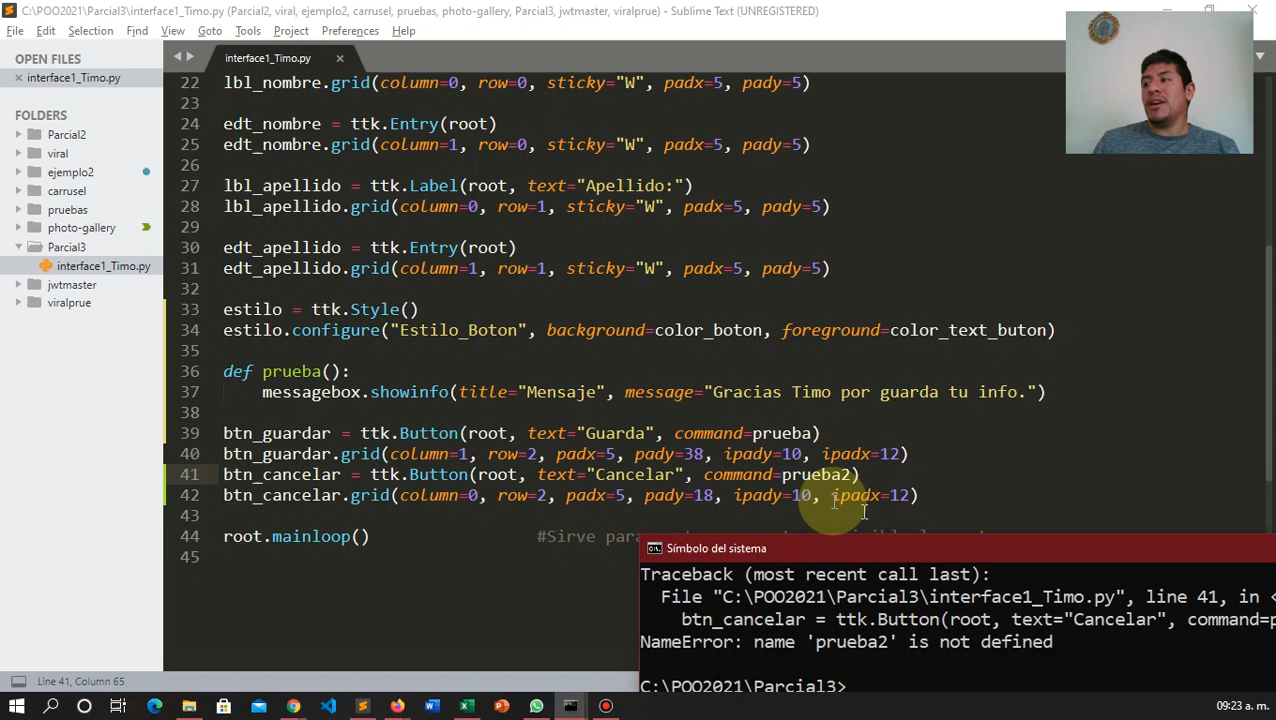 C:\POO2021\Parcial3\interface1_Timo.py (Parcial2, viral, ejemplo2, carrusel, pruebas, photo-gallery, Parcial3, jwtmaster, viralprue) - Sublime Text (UNREGISTERED)
File Edit Selection Find View Goto Tools Project Preferences Help
OPEN FILES
interface1_Timo.py
FOLDERS
Parcial2
viral
ejemplo2
carrusel
pruebas
photo-gallery
Parcial3
interface1_Timo.py
jwtmaster
viralprue
interface1_Timo.py
22 lbl_nombre.grid(column=0, row=0, sticky="W", padx=5, pady=5)
23
24 edt_nombre = ttk.Entry(root)
25 edt_nombre.grid(column=1, row=0, sticky="W", padx=5, pady=5)
26
27 lbl_apellido = ttk.Label(root, text="Apellido:")
28 lbl_apellido.grid(column=0, row=1, sticky="W", padx=5, pady=5)
29
30 edt_apellido = ttk.Entry(root)
31 edt_apellido.grid(column=1, row=1, sticky="W", padx=5, pady=5)
32
33 estilo = ttk.Style()
34 estilo.configure("Estilo_Boton", background=color_boton, foreground=color_text_buton)
35
36 def prueba():
37 messagebox.showinfo(title="Mensaje", message="Gracias Timo por guarda tu info.")
38
39 btn_guardar = ttk.Button(root, text="Guarda", command=prueba)
40 btn_guardar.grid(column=1, row=2, padx=5, pady=38, ipady=10, ipadx=12)
41 btn_cancelar = ttk.Button(root, text="Cancelar", command=prueba2)
42 btn_cancelar.grid(column=0, row=2, padx=5, pady=18, ipady=10, ipadx=12)
43
44 root.mainloop() #Sirve para
45
Símbolo del sistema
Traceback (most recent call last):
File "C:\POO2021\Parcial3\interface1_Timo.py", line 41, in <
btn_cancelar = ttk.Button(root, text="Cancelar", command=p
NameError: name 'prueba2' is not defined
C:\POO2021\Parcial3>
Line 41, Column 65
09:23 a. m.